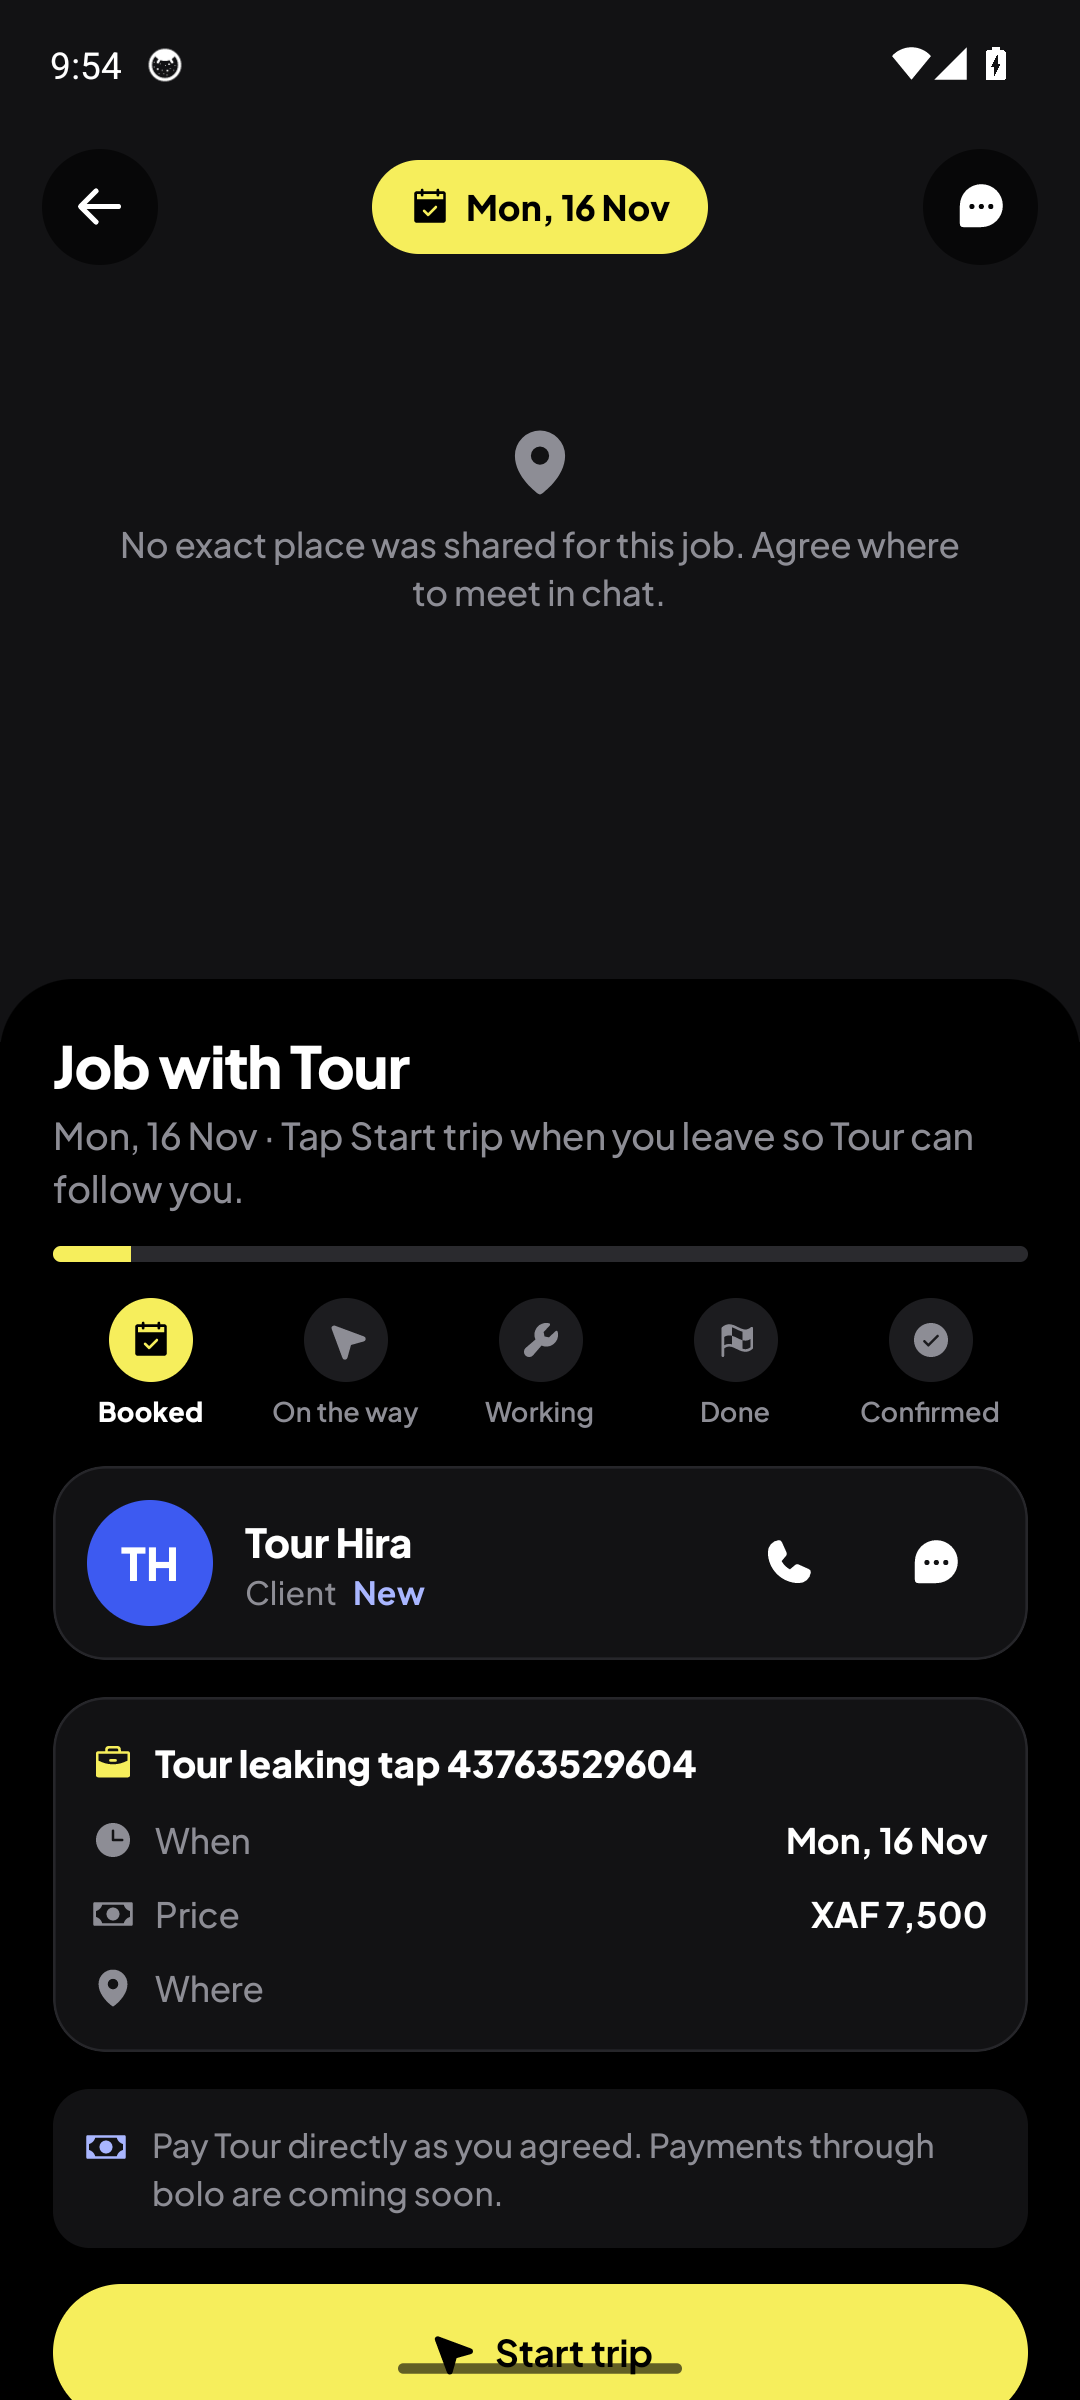 9:54
Mon, 16 Nov
No exact place was shared for this job. Agree where
to meet in chat.
Job with Tour
Mon, 16 Nov · Tap Start trip when you leave so Tour can
follow you.
Booked
On the way
Working
Done
Confirmed
TH
Tour Hira
Client New
Tour leaking tap 43763529604
When
Mon, 16 Nov
Price
XAF 7,500
Where
Pay Tour directly as you agreed. Payments through
bolo are coming soon.
Start trip